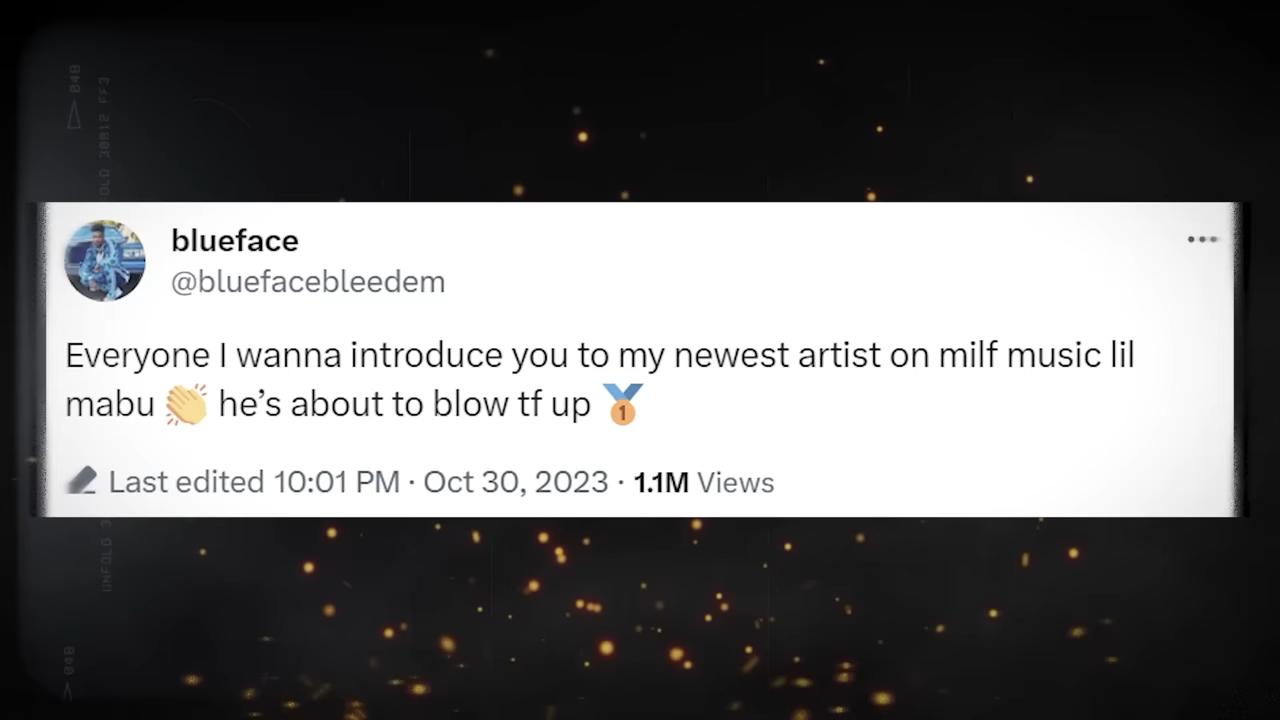 blueface
@bluefacebleedem
Everyone I wanna introduce you to my newest artist on milf music lil
mabu 👏 he’s about to blow tf up 🏅
Last edited 10:01 PM · Oct 30, 2023 · 1.1M Views